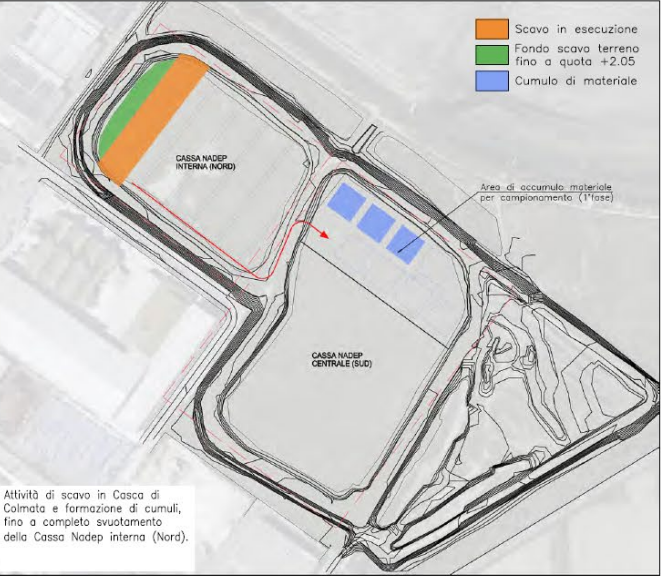 Scavo in esecuzione
Fondo scavo terreno
fino a quota +2.05
Cumulo di materiale
CASSA NADEP
INTERNA (NORD)
Area di accumulo materiale
per campionamento (1°fase)
CASSA NADEP
CENTRALE (SUD)
Attività di scavo in Casca di
Colmata e formazione di cumuli,
fino a completo svuotamento
della Cassa Nadep interna (Nord).